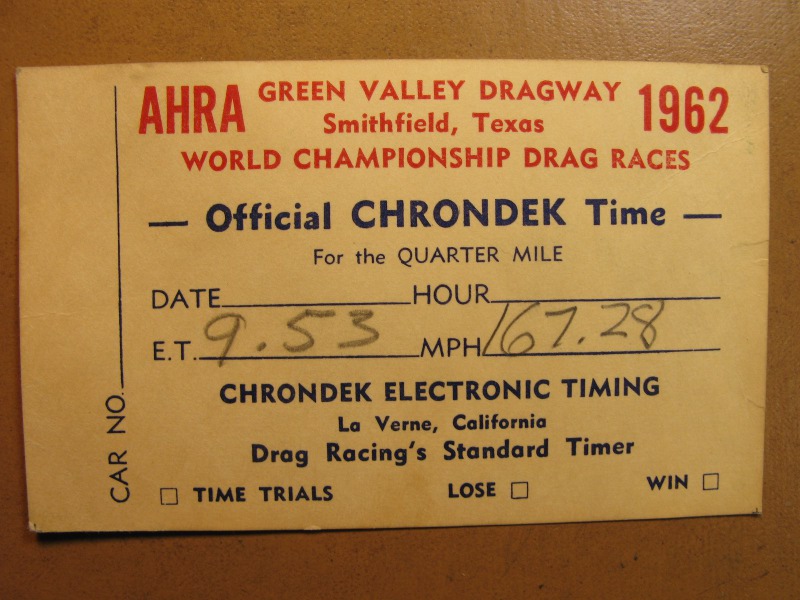 AHRA GREEN VALLEY DRAGWAY 1962
Smithfield, Texas
WORLD CHAMPIONSHIP DRAG RACES
— Official CHRONDEK Time —
For the QUARTER MILE
DATE HOUR
E.T. 9.53 MPH 167.28
CHRONDEK ELECTRONIC TIMING
La Verne, California
Drag Racing's Standard Timer
TIME TRIALS LOSE WIN
CAR NO.